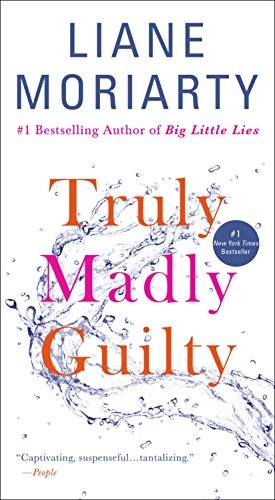 LIANE
MORIARTY
#1 Bestselling Author of Big Little Lies
Truly
#1
New York Times
Bestseller
Madly
Guilty
“Captivating, suspenseful…tantalizing.”
—People